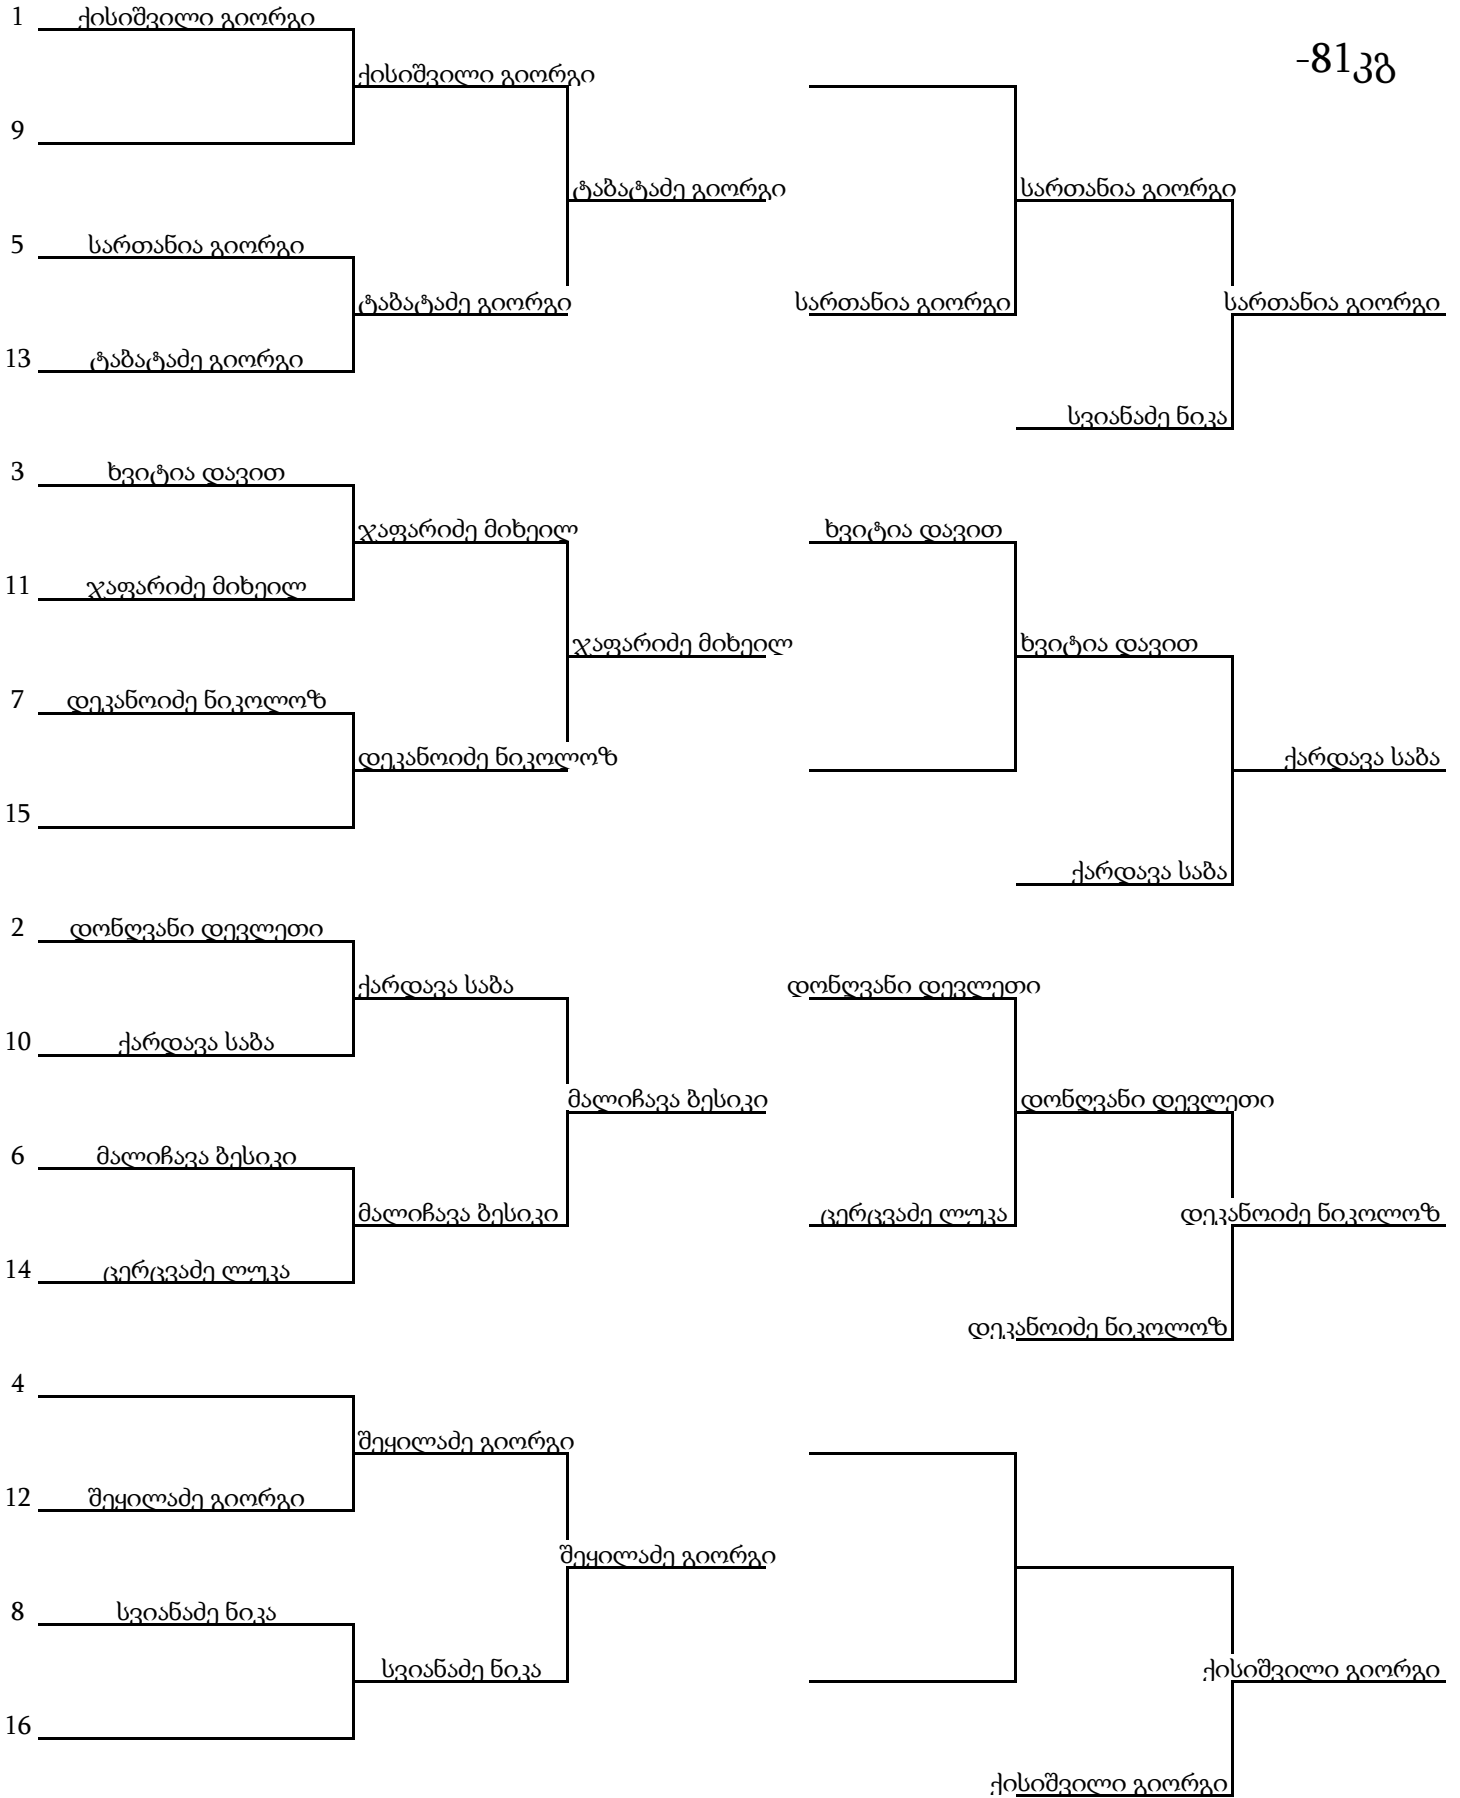 1 ქისიშვილი გიორგი
-81კგ
ქისიშვილი გიორგი
9
ტაბატაძე გიორგი სართანია გიორგი
5 სართანია გიორგი
ტაბატაძე გიორგი სართანია გიორგი სართანია გიორგი
13 ტაბატაძე გიორგი
სვიანაძე ნიკა
3 ხვიტია დავით
ჯაფარიძე მიხეილ ხვიტია დავით
11 ჯაფარიძე მიხეილ
ჯაფარიძე მიხეილ ხვიტია დავით
7 დეკანოიძე ნიკოლოზ
დეკანოიძე ნიკოლოზ ქარდავა საბა
15
ქარდავა საბა
2 დონღვანი დევლეთი
ქარდავა საბა დონღვანი დევლეთი
10 ქარდავა საბა
მალიჩავა ბესიკი დონღვანი დევლეთი
6 მალიჩავა ბესიკი
მალიჩავა ბესიკი ცერცვაძე ლუკა დეკანოიძე ნიკოლოზ
14 ცერცვაძე ლუკა
დეკანოიძე ნიკოლოზ
4
შეყილაძე გიორგი
12 შეყილაძე გიორგი
შეყილაძე გიორგი
8 სვიანაძე ნიკა
სვიანაძე ნიკა ქისიშვილი გიორგი
16
ქისიშვილი გიორგი